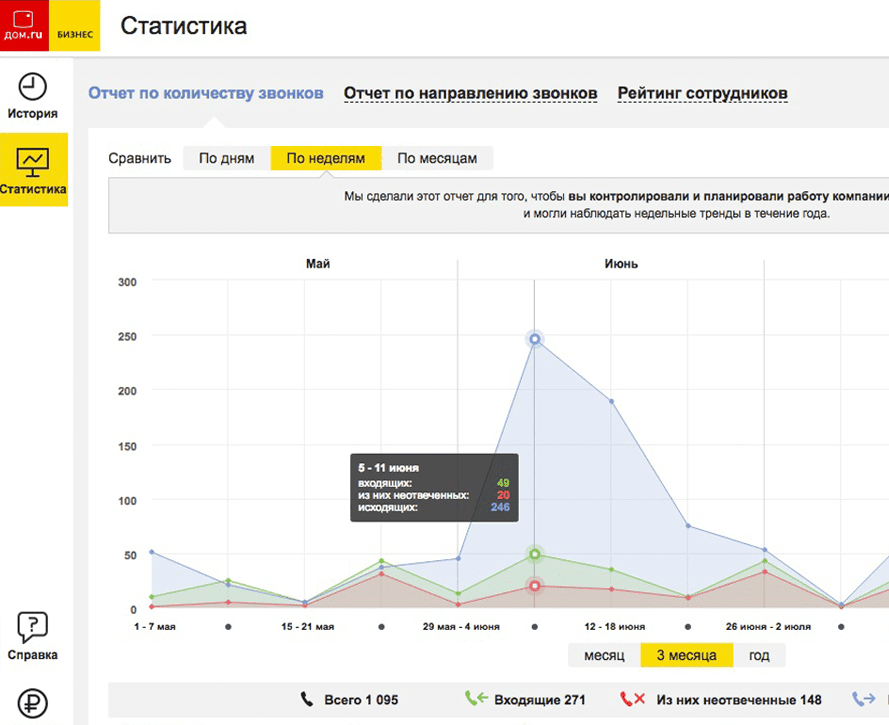 дом.ru
БИЗНЕС
Статистика
История
Статистика
Справка
Отчет по количеству звонков Отчет по направлению звонков Рейтинг сотрудников
Сравнить По дням По неделям По месяцам
Мы сделали этот отчет для того, чтобы вы контролировали и планировали работу компании
и могли наблюдать недельные тренды в течение года.
Май Июнь
300
250
200
150
100
50
0
5 - 11 июня
входящих: 49
из них неотвеченных: 20
исходящих: 246
1 - 7 мая 15 - 21 мая 29 мая - 4 июня 12 - 18 июня 26 июня - 2 июля
месяц 3 месяца год
Всего 1 095 Входящие 271 Из них неотвеченные 148